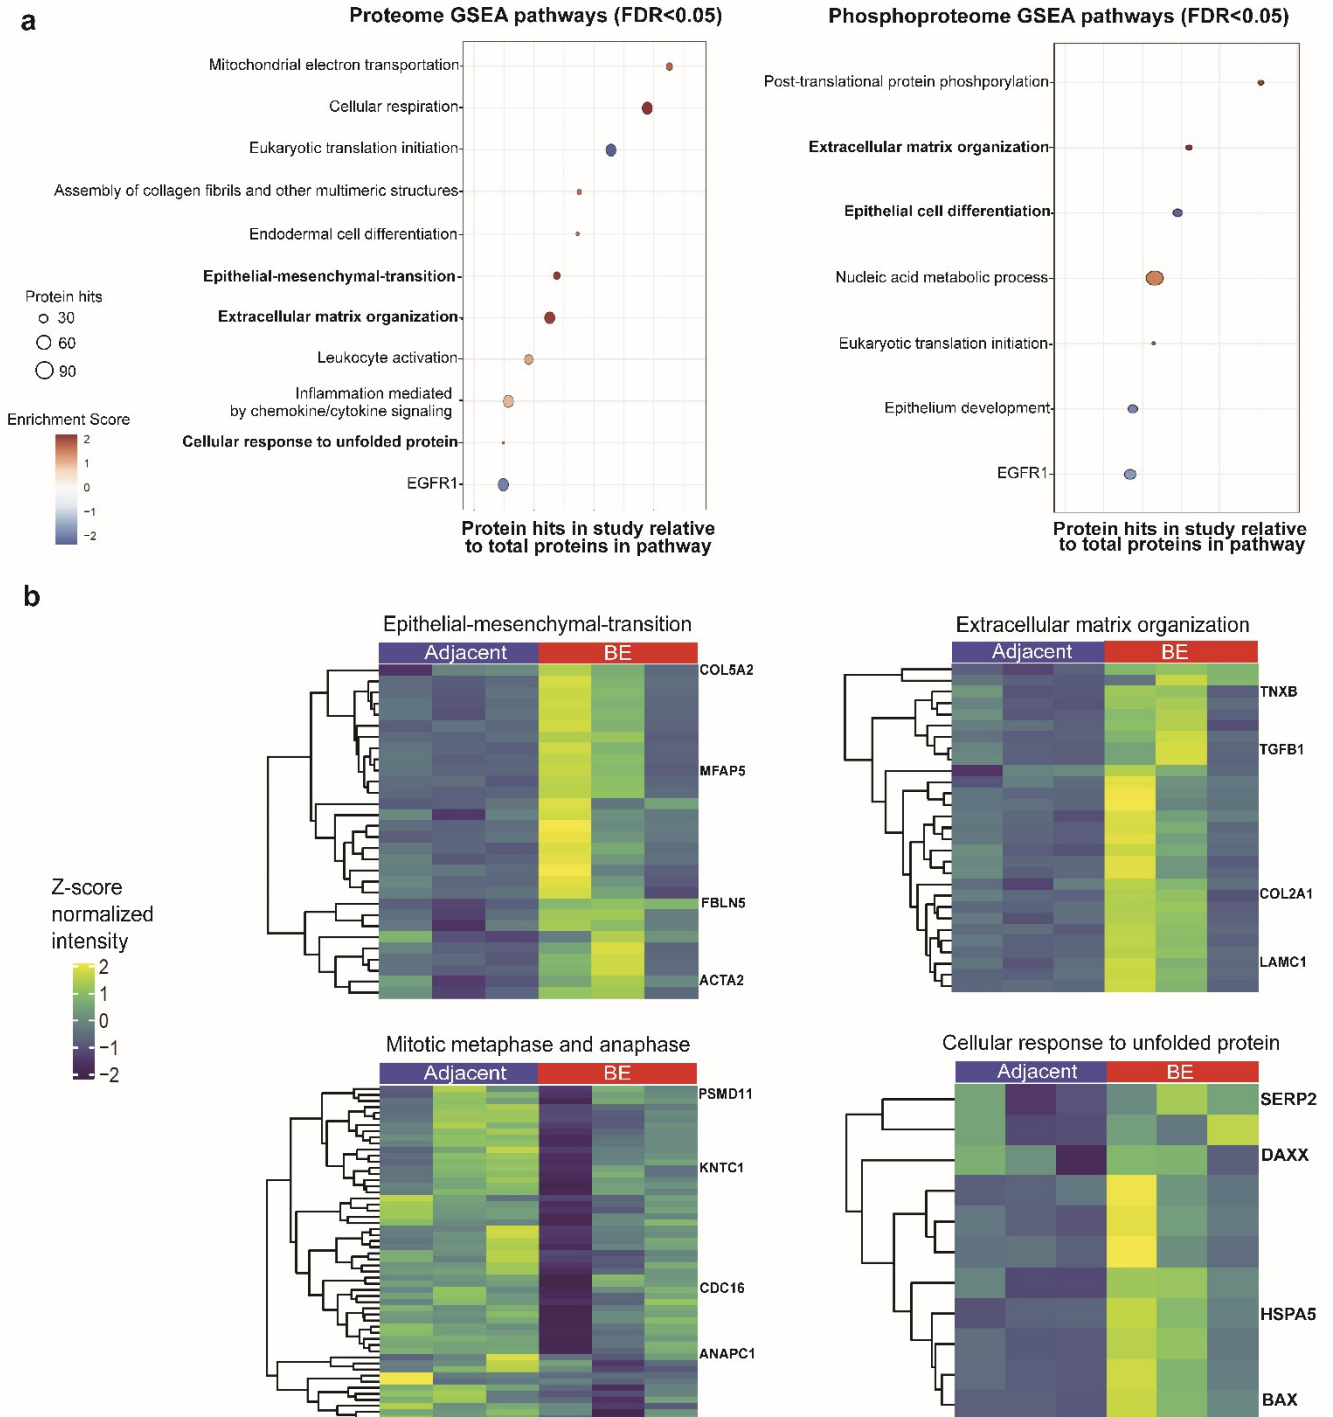 a
Proteome GSEA pathways (FDR<0.05)
Mitochondrial electron transportation
Cellular respiration
Eukaryotic translation initiation
Assembly of collagen fibrils and other multimeric structures
Endodermal cell differentiation
Epithelial-mesenchymal-transition
Extracellular matrix organization
Leukocyte activation
Inflammation mediated
by chemokine/cytokine signaling
Cellular response to unfolded protein
EGFR1
Protein hits in study relative
to total proteins in pathway
Protein hits
30
60
90
Enrichment Score
2
1
0
−1
−2
Phosphoproteome GSEA pathways (FDR<0.05)
Post-translational protein phoshporylation
Extracellular matrix organization
Epithelial cell differentiation
Nucleic acid metabolic process
Eukaryotic translation initiation
Epithelium development
EGFR1
Protein hits in study relative
to total proteins in pathway
b
Z-score
normalized
intensity
2
1
0
−1
−2
Epithelial-mesenchymal-transition
Adjacent BE
COL5A2
MFAP5
FBLN5
ACTA2
Extracellular matrix organization
Adjacent BE
TNXB
TGFB1
COL2A1
LAMC1
Mitotic metaphase and anaphase
Adjacent BE
PSMD11
KNTC1
CDC16
ANAPC1
Cellular response to unfolded protein
Adjacent BE
SERP2
DAXX
HSPA5
BAX